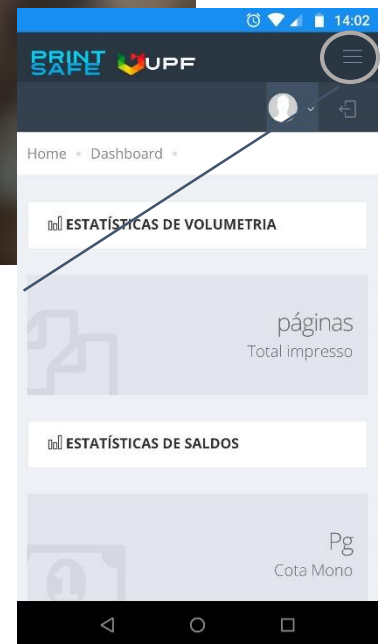 14:02
PRINT SAFE UPF
Home Dashboard
ESTATÍSTICAS DE VOLUMETRIA
páginas
Total impresso
ESTATÍSTICAS DE SALDOS
Pg
Cota Mono
1